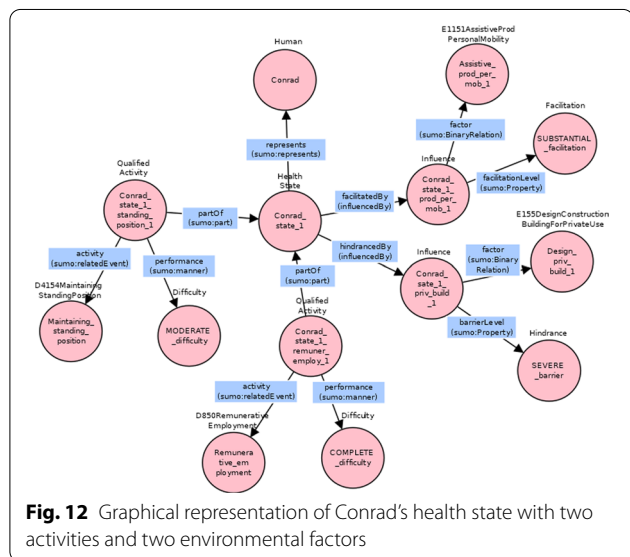 E1151AssistiveProd
PersonalMobility
Human
Assistive_
prod_per_
mob_1
Conrad
Facilitation
factor
(sumo:BinaryRelation)
SUBSTANTIAL
_facilitation
represents
(sumo:represents)
Influence
Qualified
Activity
Health
State
facilitationLevel
(sumo:Property)
Conrad_
state_1_
standing_
position_1
partOf
(sumo:part)
Conrad_
state_1
facilitatedBy
(influencedBy)
Conrad_
state_1_
prod_per_
mob_1
E155DesignConstruction
BuildingForPrivateUse
hindrancedBy
(influencedBy)
Influence
factor
(sumo:Binary
Relation)
Design_
priv_
build_1
activity
(sumo:relatedEvent)
performance
(sumo:manner)
partOf
(sumo:part)
Conrad_
sate_1_
priv_build
_1
D4154Maintaining
StandingPosition
Difficulty
Qualified
Activity
barrierLevel
(sumo:Property)
Hindrance
Maintaining_
standing_
position
MODERATE
_difficulty
Conrad_
state_1_
remuner_
employ_1
SEVERE_
barrier
activity
(sumo:relatedEvent)
performance
(sumo:manner)
D850Remunerative
Employment
Difficulty
Remunera
tive_em
ployment
COMPLETE
_difficulty
Fig. 12 Graphical representation of Conrad's health state with two
activities and two environmental factors